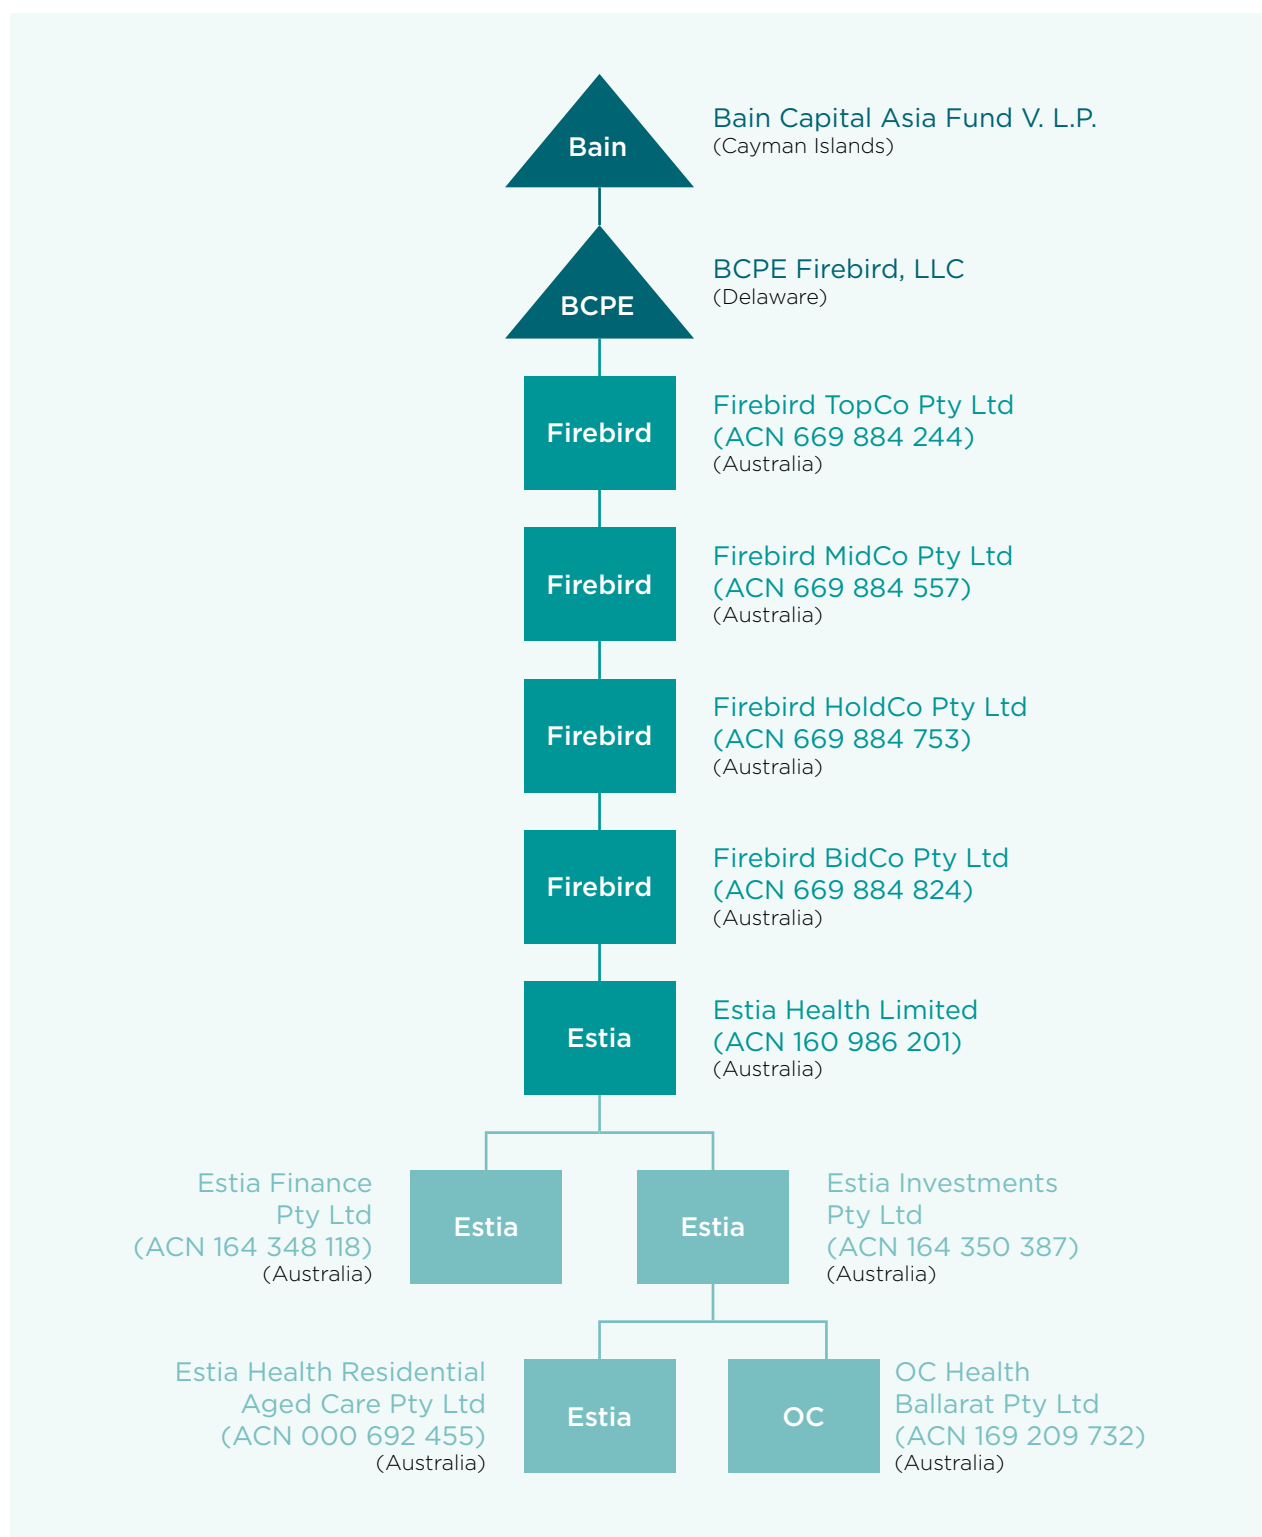 Bain
Bain Capital Asia Fund V. L.P.
(Cayman Islands)
BCPE
BCPE Firebird, LLC
(Delaware)
Firebird
Firebird TopCo Pty Ltd
(ACN 669 884 244)
(Australia)
Firebird
Firebird MidCo Pty Ltd
(ACN 669 884 557)
(Australia)
Firebird
Firebird HoldCo Pty Ltd
(ACN 669 884 753)
(Australia)
Firebird
Firebird BidCo Pty Ltd
(ACN 669 884 824)
(Australia)
Estia
Estia Health Limited
(ACN 160 986 201)
(Australia)
Estia Finance
Pty Ltd
(ACN 164 348 118)
(Australia)
Estia
Estia
Estia Investments
Pty Ltd
(ACN 164 350 387)
(Australia)
Estia Health Residential
Aged Care Pty Ltd
(ACN 000 692 455)
(Australia)
Estia
OC
OC Health
Ballarat Pty Ltd
(ACN 169 209 732)
(Australia)